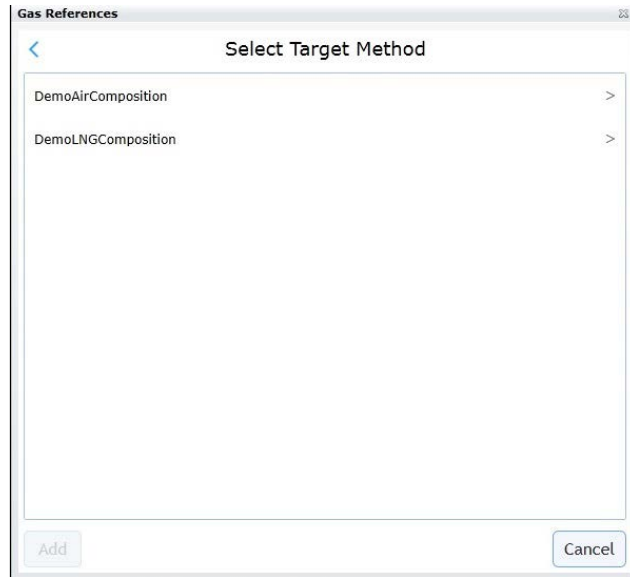 Gas References
Select Target Method
DemoAirComposition >
DemoLNGComposition >
Add
Cancel